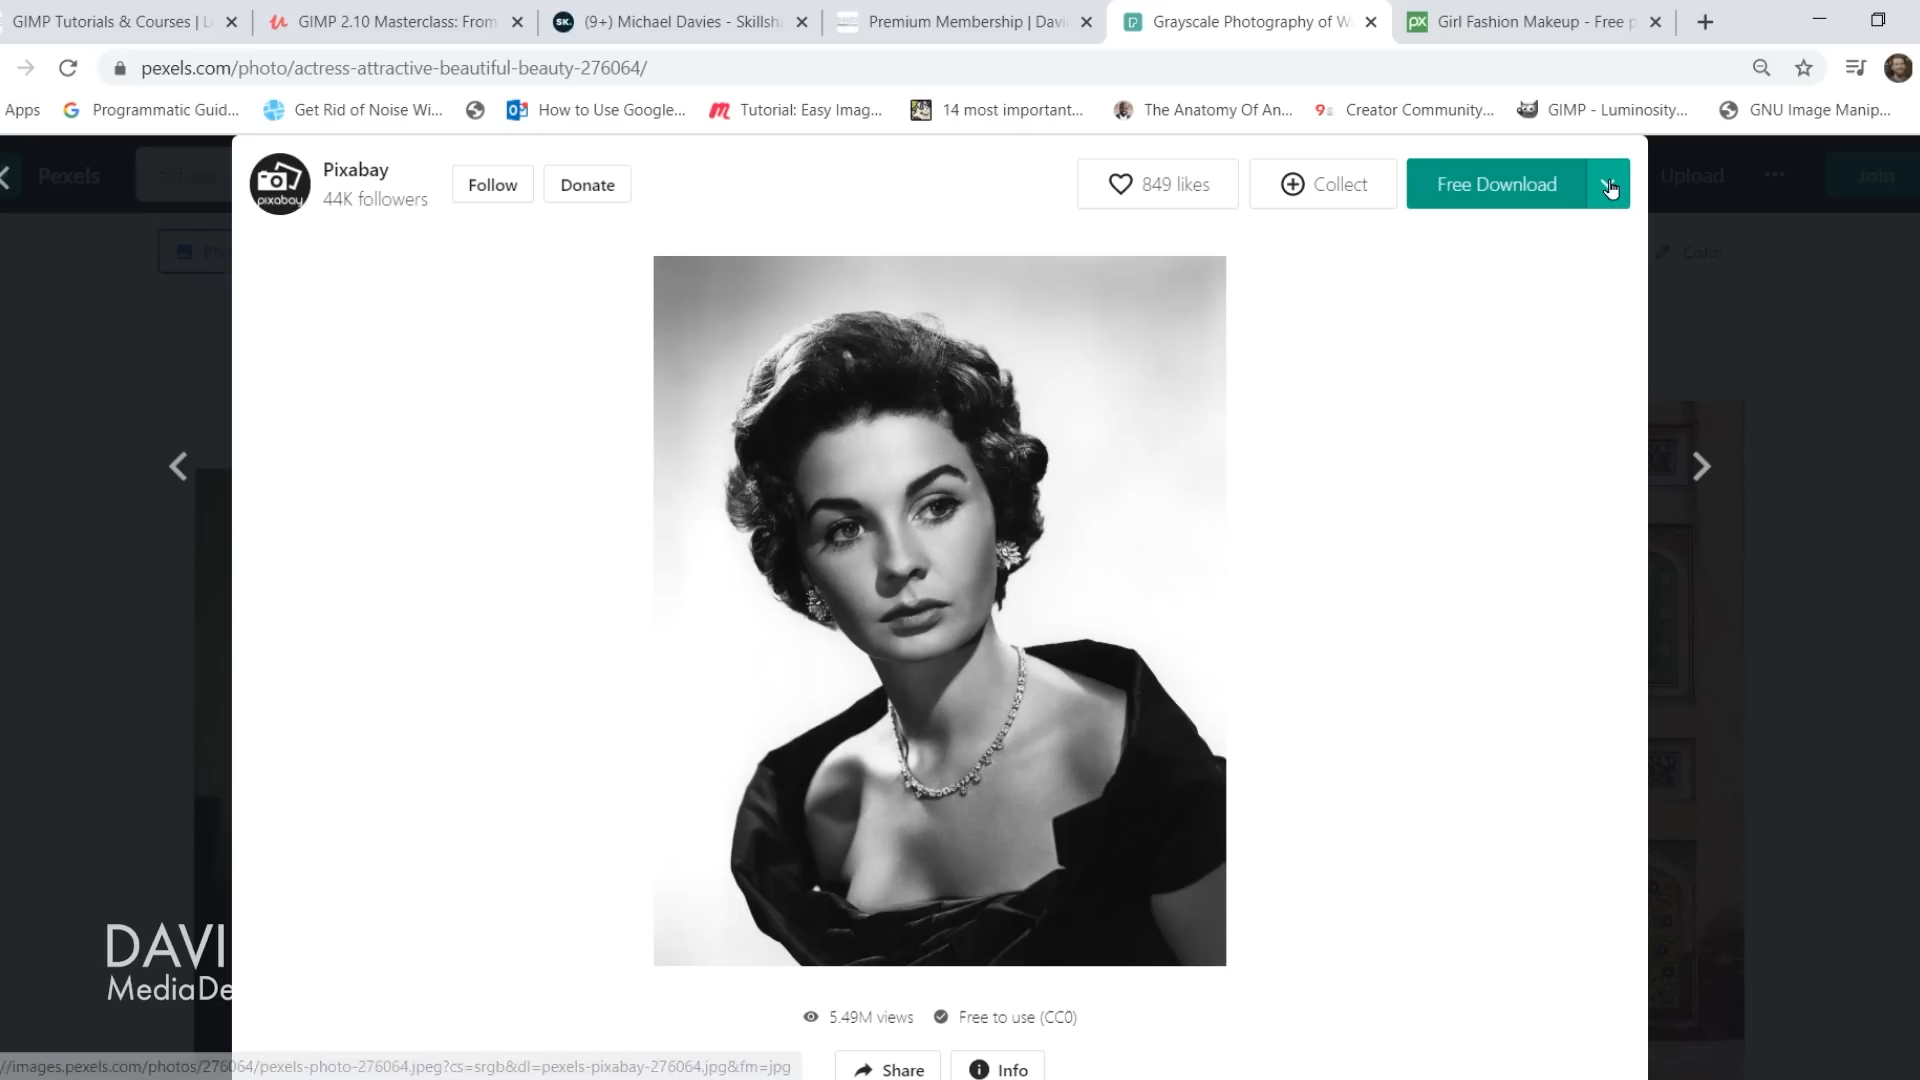 GIMP Tutorials & Courses | L
GIMP 2.10 Masterclass: From
SK.
(9+) Michael Davies - Skillsha
Premium Membership | Davi
Grayscale Photography of W
PX
Girl Fashion Makeup - Free p
pexels.com/photo/actress-attractive-beautiful-beauty-276064/
Apps
Programmatic Guid...
Get Rid of Noise Wi...
How to Use Google...
Tutorial: Easy Imag...
14 most important...
The Anatomy Of An...
Creator Community...
GIMP - Luminosity...
GNU Image Manip...
Pexels
pixabay
Pixabay
44K followers
Follow
Donate
849 likes
Collect
Free Download
Upload
...
Join
Pho
Color
DAVI
MediaDe
5.49M views
Free to use (CC0)
//images.pexels.com/photos/276064/pexels-photo-276064.jpeg?cs=srgb&dl=pexels-pixabay-276064.jpg&fm=jpg
Share
Info